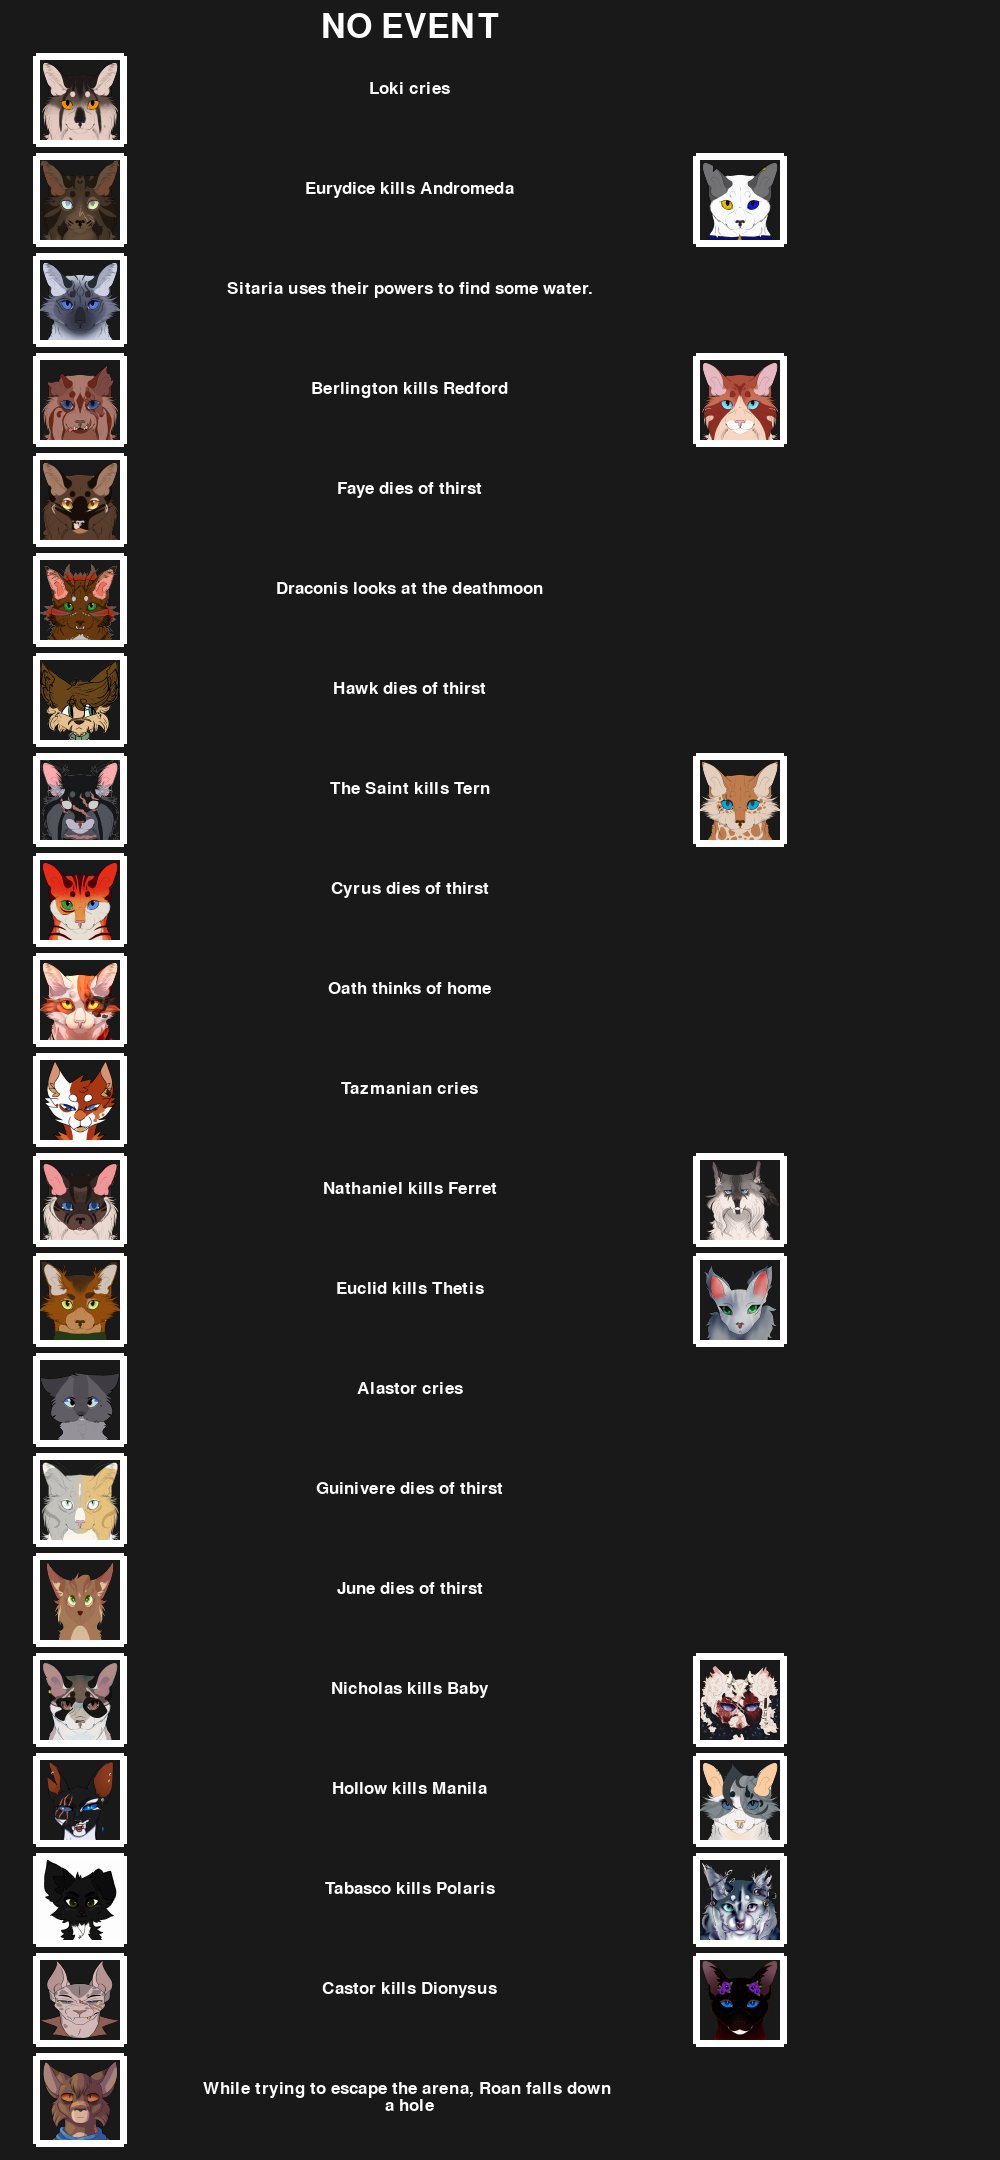 NO EVENT
Loki cries
Eurydice kills Andromeda
Sitaria uses their powers to find some water.
Berlington kills Redford
Faye dies of thirst
Draconis looks at the deathmoon
Hawk dies of thirst
The Saint kills Tern
Cyrus dies of thirst
Oath thinks of home
Tazmanian cries
Nathaniel kills Ferret
Euclid kills Thetis
Alastor cries
Guinivere dies of thirst
June dies of thirst
Nicholas kills Baby
Hollow kills Manila
Tabasco kills Polaris
Castor kills Dionysus
While trying to escape the arena, Roan falls down
a hole